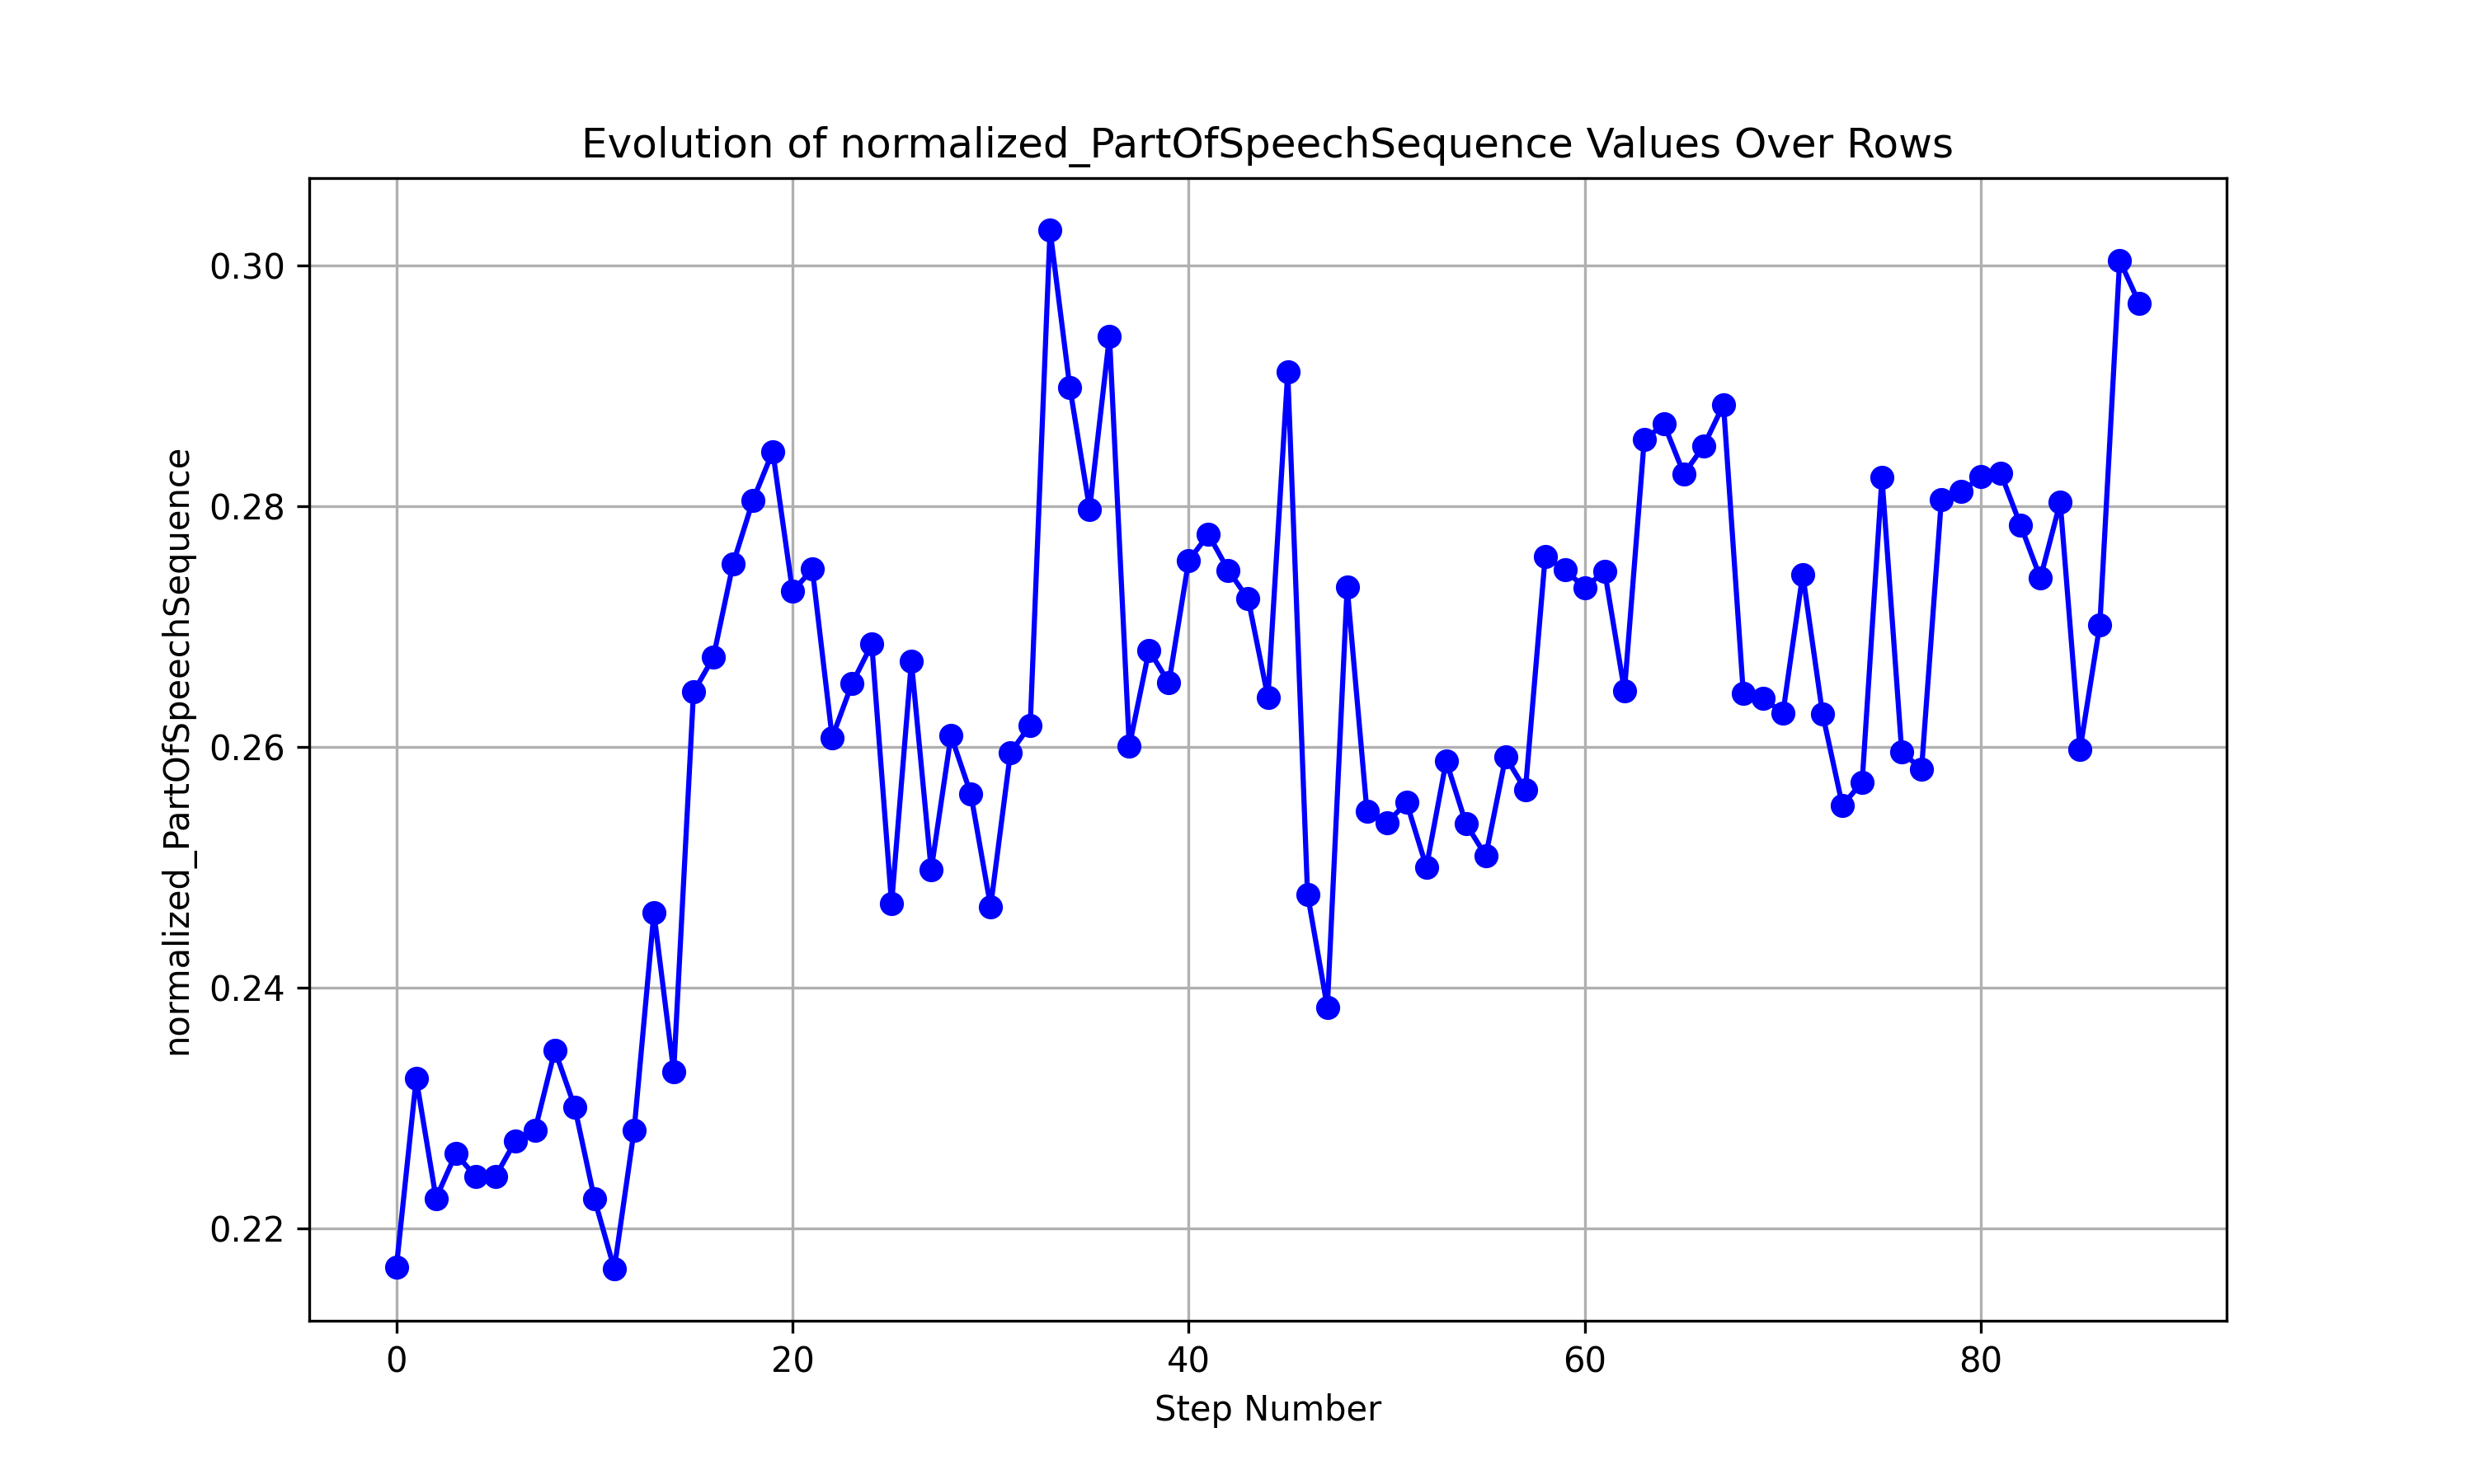 Evolution of normalized_PartOfSpeechSequence Values Over Rows
normalized_PartOfSpeechSequence
0.30
0.28
0.26
0.24
0.22
0 20 40 60 80
Step Number